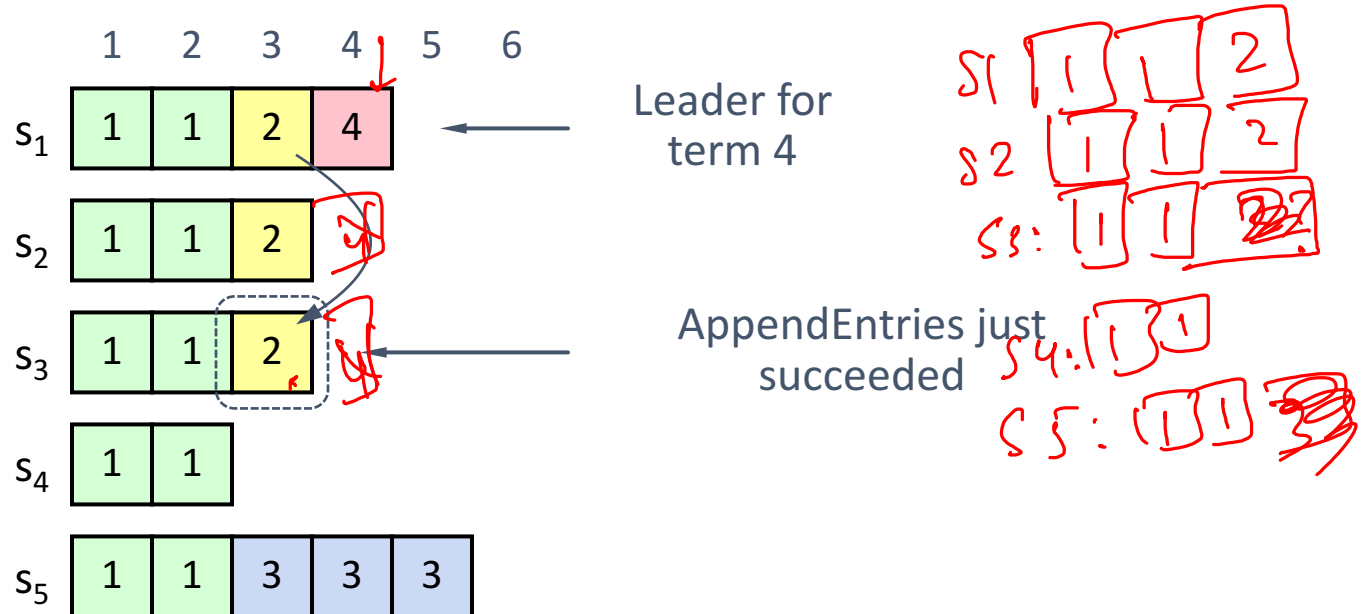 1 2 3 4 5 6
s1 1 1 2 4
Leader for
term 4
s2 1 1 2
s3 1 1 2
AppendEntries just
succeeded
s4 1 1
s5 1 1 3 3 3
S1 1 1 2
S2 1 1 2
S3: 1 1
S4: 1 1
S5: 1 1